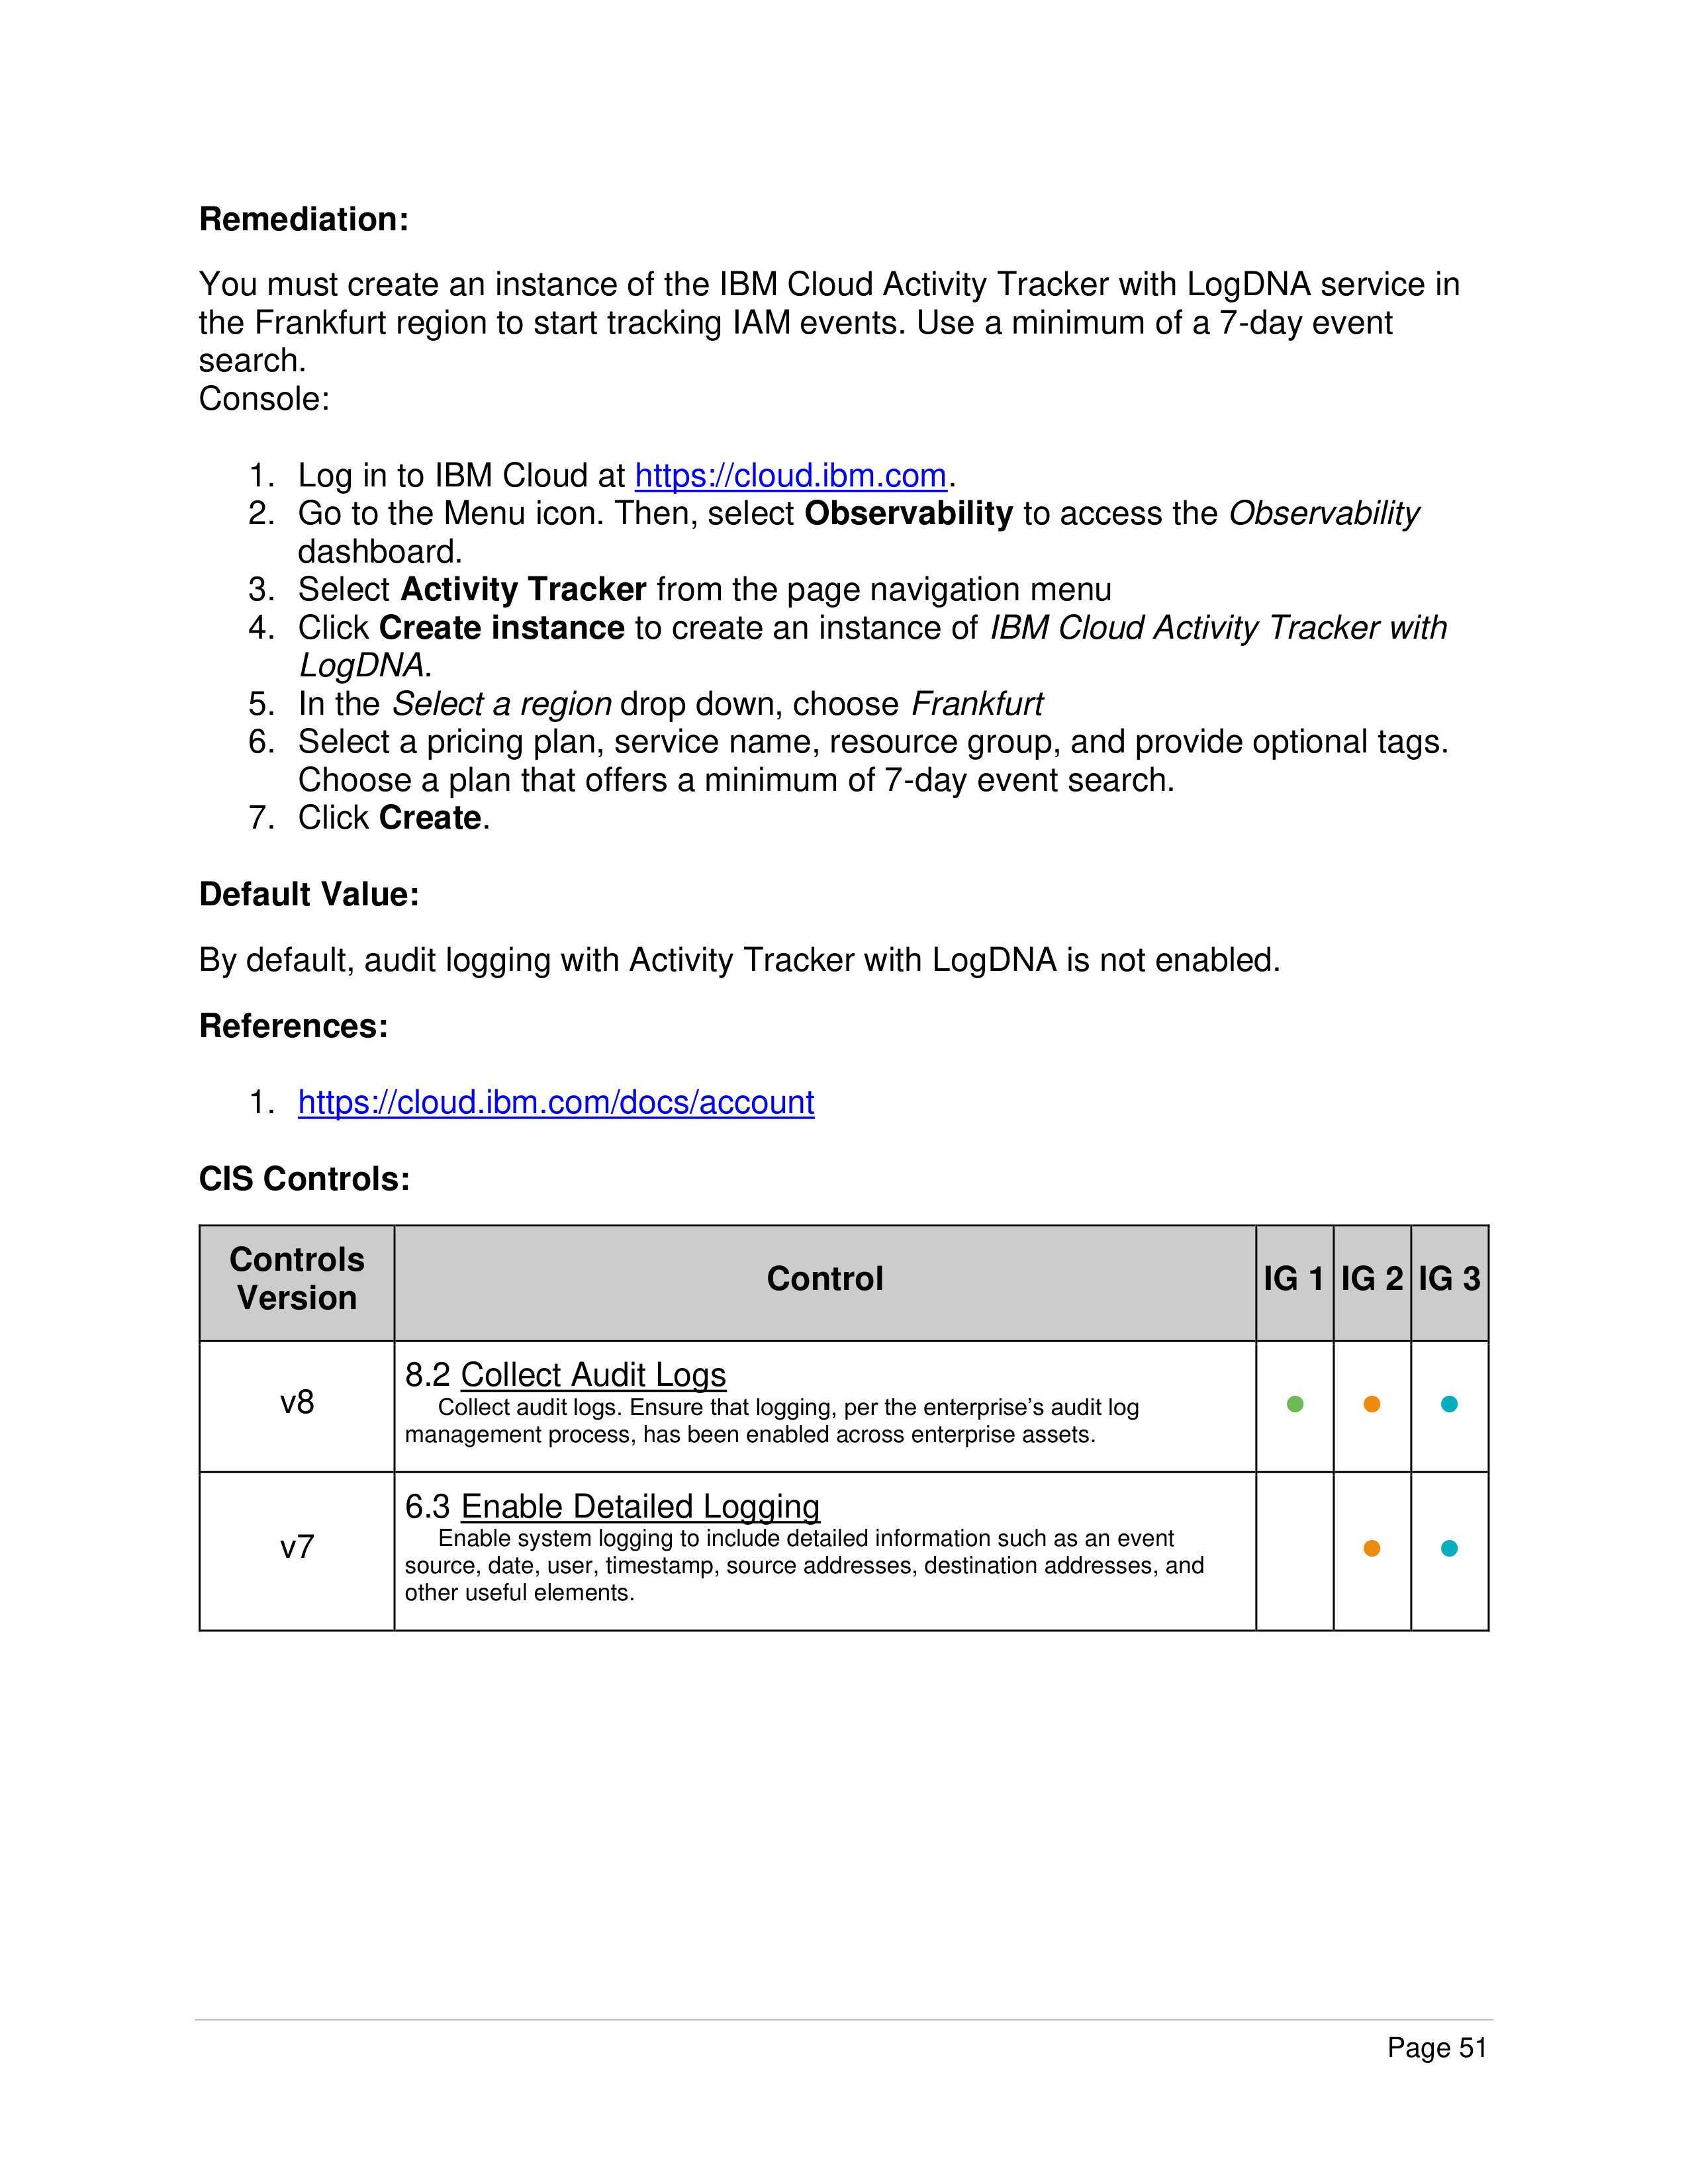 Remediation:
You must create an instance of the IBM Cloud Activity Tracker with LogDNA service in
the Frankfurt region to start tracking IAM events. Use a minimum of a 7-day event
search.
Console:
1. Log in to IBM Cloud at https://cloud.ibm.com.
2. Go to the Menu icon. Then, select Observability to access the Observability
dashboard.
3. Select Activity Tracker from the page navigation menu
4. Click Create instance to create an instance of IBM Cloud Activity Tracker with
LogDNA.
5. In the Select a region drop down, choose Frankfurt
6. Select a pricing plan, service name, resource group, and provide optional tags.
Choose a plan that offers a minimum of 7-day event search.
7. Click Create.
Default Value:
By default, audit logging with Activity Tracker with LogDNA is not enabled.
References:
1. https://cloud.ibm.com/docs/account
CIS Controls:
Controls
Version
Control
IG 1
IG 2
IG 3
v8
8.2 Collect Audit Logs
Collect audit logs. Ensure that logging, per the enterprise’s audit log
management process, has been enabled across enterprise assets.
● ● ●
v7
6.3 Enable Detailed Logging
Enable system logging to include detailed information such as an event
source, date, user, timestamp, source addresses, destination addresses, and
other useful elements.
● ●
Page 51